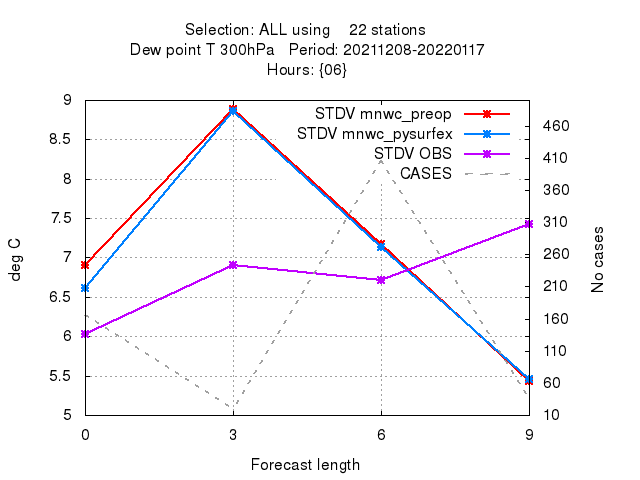 Selection: ALL using    22 stations
Dew point T 300hPa   Period: 20211208-20220117
Hours: {06}
STDV mnwc_preop
STDV mnwc_pysurfex
STDV OBS
CASES
9
8.5
8
7.5
7
6.5
6
5.5
5
460
410
360
310
260
210
160
110
60
10
deg C
No cases
0 3 6 9
Forecast length